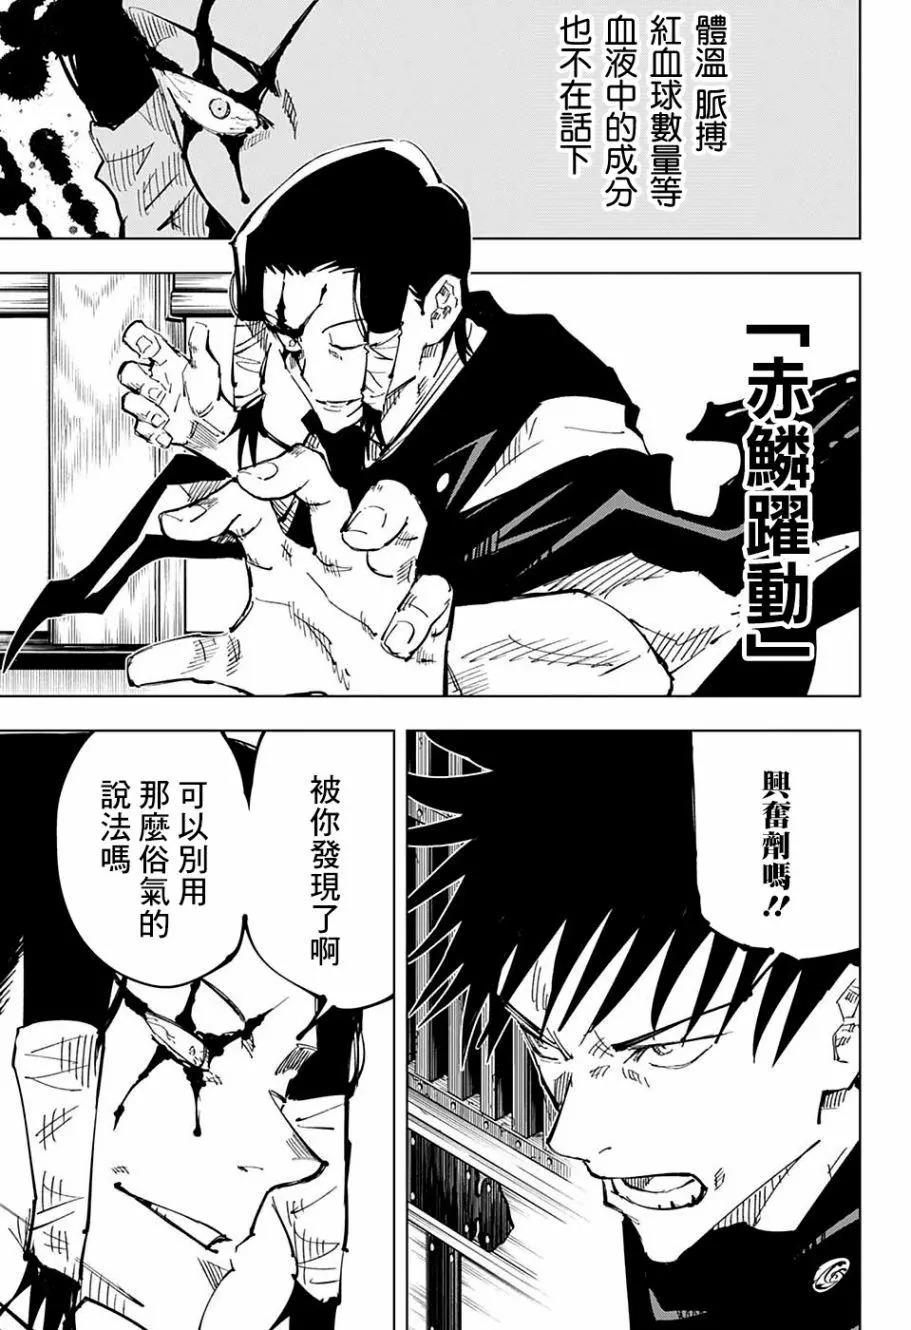 體溫 脈搏
紅血球數量等
血液中的成分
也不在話下
「赤鱗躍動」
興奮劑嗎!!
被你發現了啊
可以別用
那麼俗氣的
說法嗎